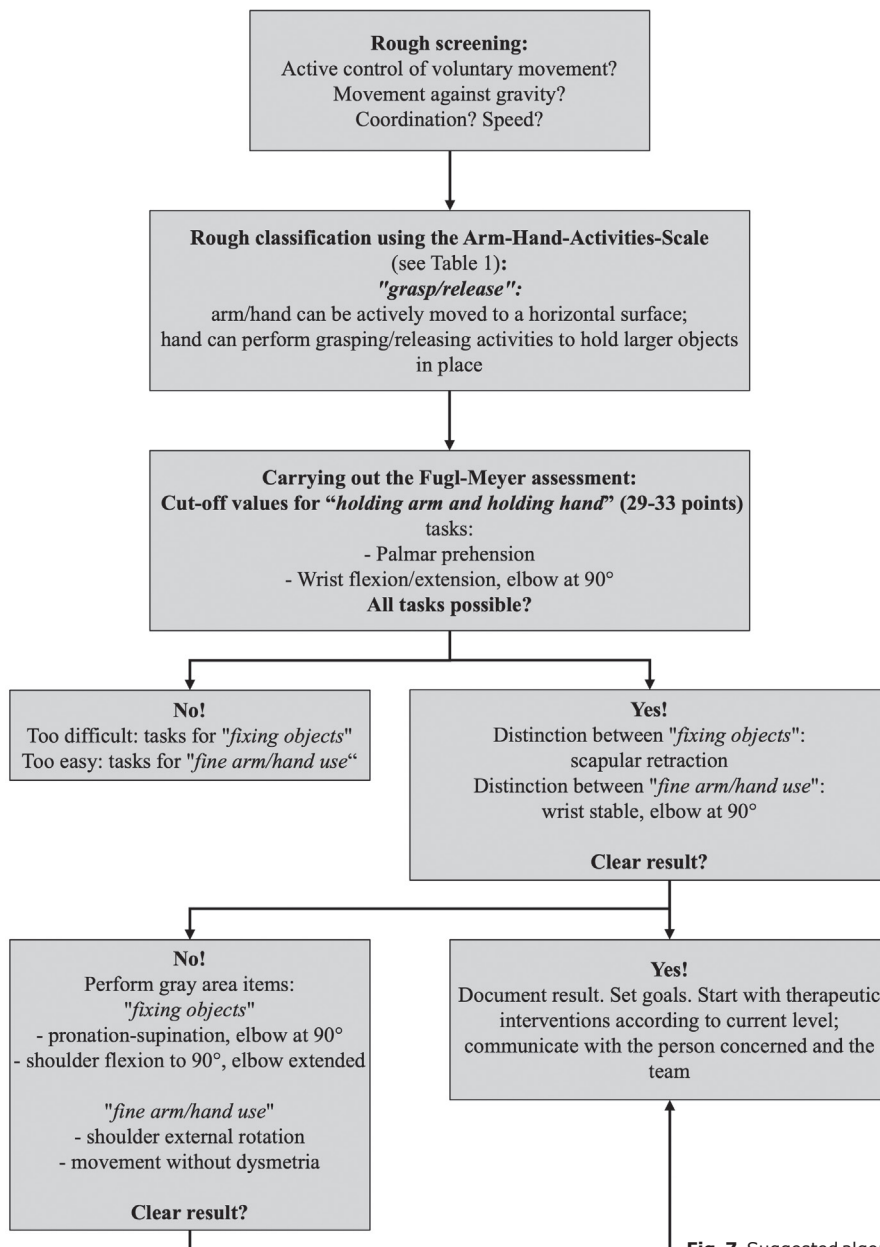 Rough screening:
Active control of voluntary movement?
Movement against gravity?
Coordination? Speed?
Rough classification using the Arm-Hand-Activities-Scale
(see Table 1):
"grasp/release":
arm/hand can be actively moved to a horizontal surface;
hand can perform grasping/releasing activities to hold larger objects
in place
Carrying out the Fugl-Meyer assessment:
Cut-off values for “holding arm and holding hand” (29-33 points)
tasks:
- Palmar prehension
- Wrist flexion/extension, elbow at 90°
All tasks possible?
No!
Too difficult: tasks for "fixing objects"
Too easy: tasks for "fine arm/hand use“
Yes!
Distinction between "fixing objects":
scapular retraction
Distinction between "fine arm/hand use":
wrist stable, elbow at 90°
Clear result?
No!
Perform gray area items:
"fixing objects"
- pronation-supination, elbow at 90°
- shoulder flexion to 90°, elbow extended
"fine arm/hand use"
- shoulder external rotation
- movement without dysmetria
Clear result?
Yes!
Document result. Set goals. Start with therapeutic
interventions according to current level;
communicate with the person concerned and the
team
Fig. 7 Suggested